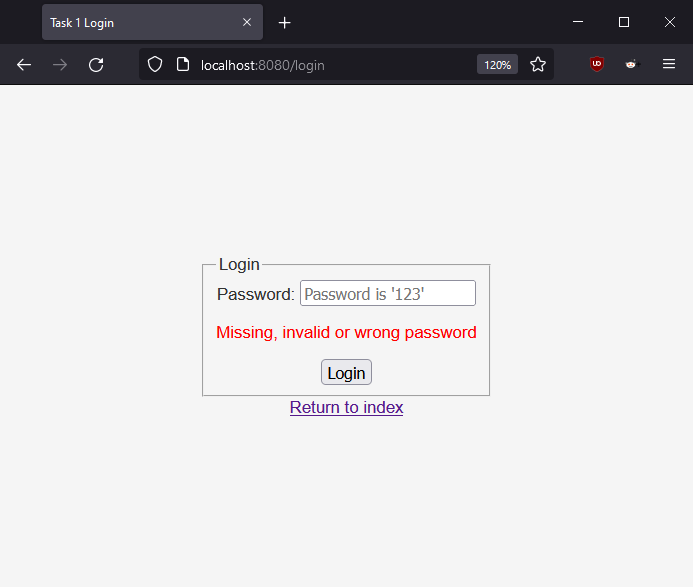 Task 1 Login
localhost:8080/login
120%
Login
Password: Password is '123'
Missing, invalid or wrong password
Login
Return to index